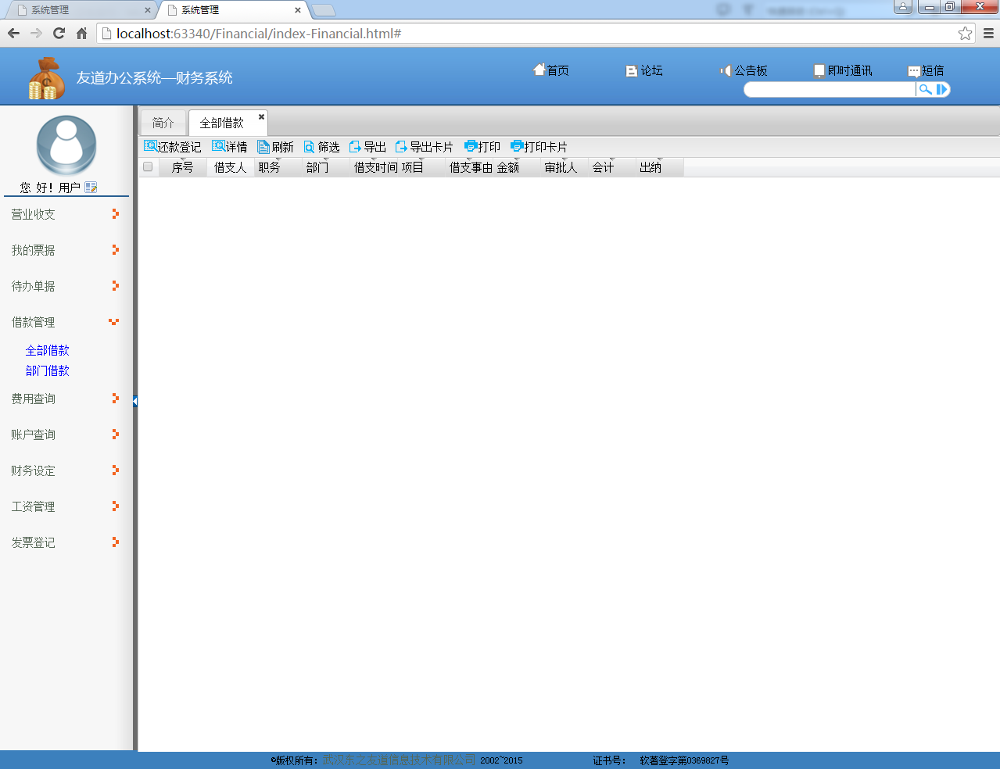 系统管理
系统管理
localhost:63340/Financial/index-Financial.html#
友道办公系统—财务系统
首页
论坛
公告板
即时通讯
短信
您 好！用户
营业收支
我的票据
待办单据
借款管理
全部借款
部门借款
费用查询
账户查询
财务设定
工资管理
发票登记
简介
全部借款
还款登记 详情 刷新 筛选 导出 导出卡片 打印 打印卡片
序号 借支人 职务 部门 借支时间 项目 借支事由 金额 审批人 会计 出纳
©版权所有：武汉东之友道信息技术有限公司 2002~2015 证书号： 软著登字第0369827号